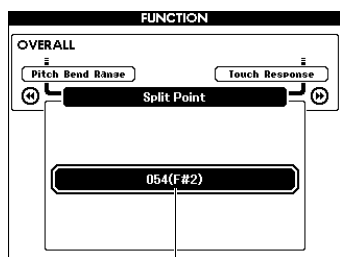 FUNCTION
OVERALL
Pitch Bend Range
Touch Response
Split Point
054(F#2)